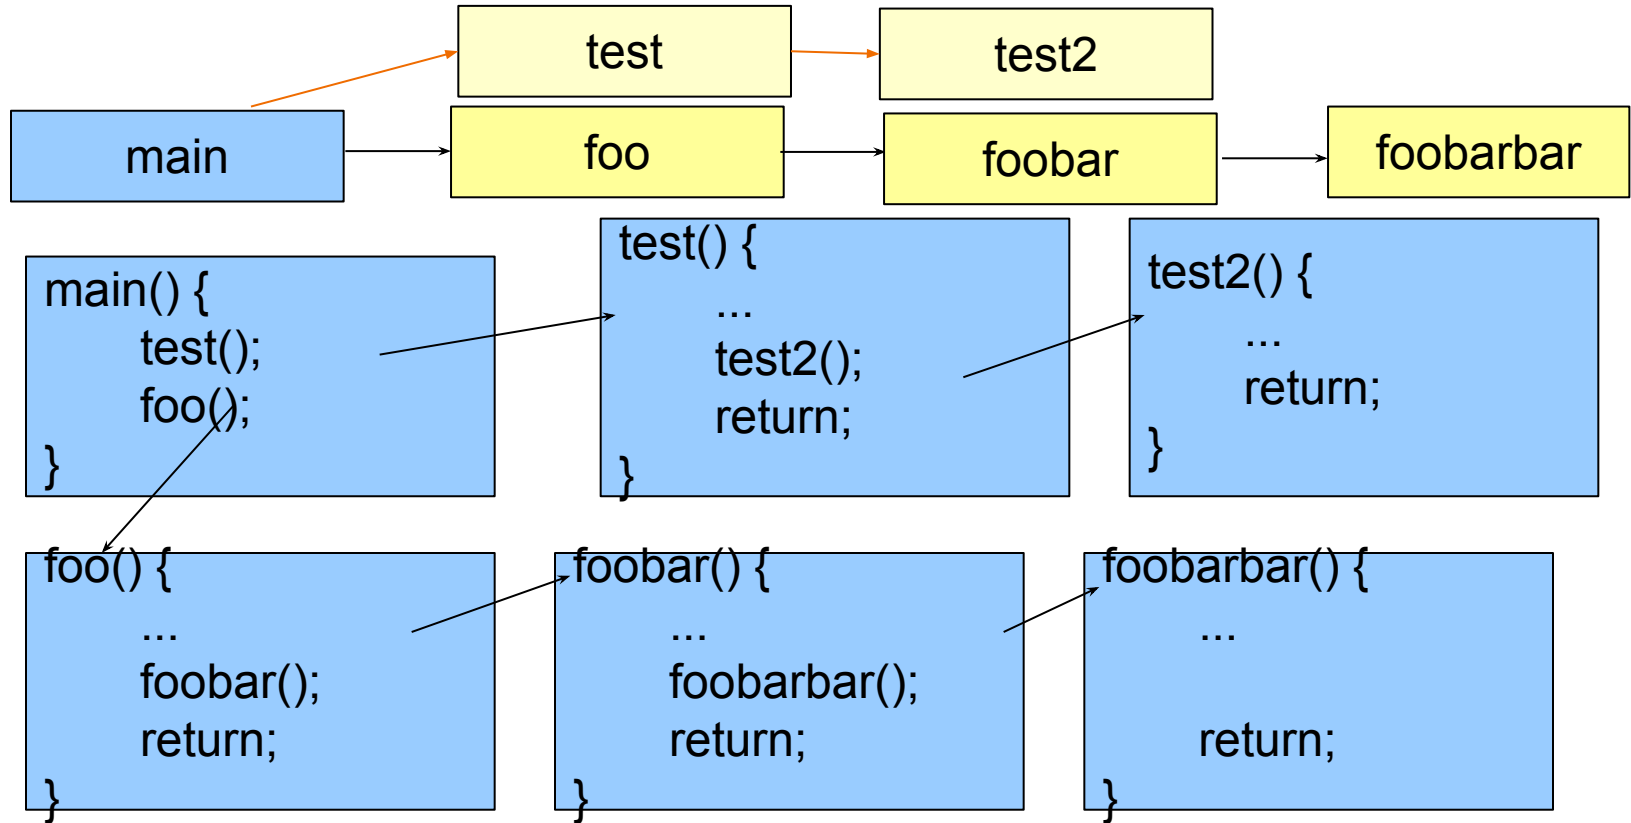 test
test2
main
foo
foobar
foobarbar
main() {
test();
foo();
}
test() {
...
test2();
return;
}
test2() {
...
return;
}
foo() {
...
foobar();
return;
}
foobar() {
...
foobarbar();
return;
}
foobarbar() {
...
return;
}